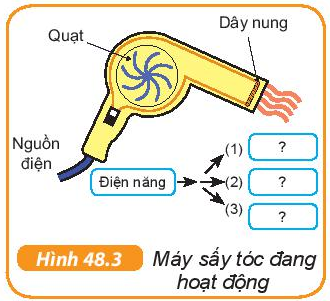 Quạt
Dây nung
Nguồn
điện
Điện năng
(1) ?
(2) ?
(3) ?
Hình 48.3 Máy sấy tóc đang
hoạt động